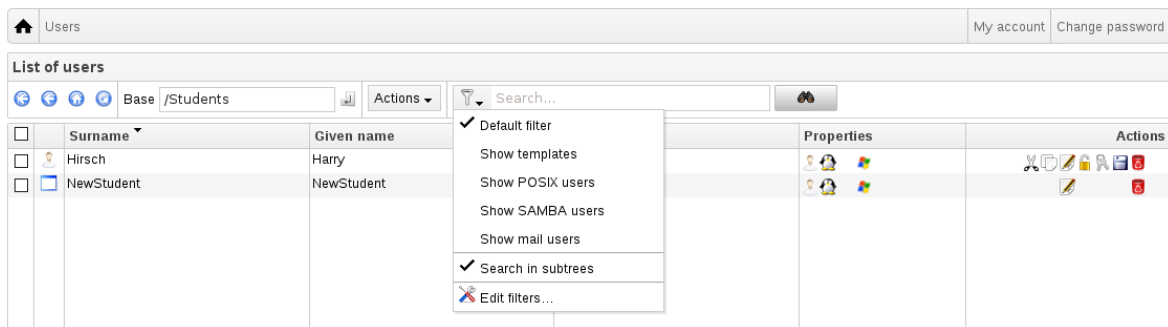 Users My account Change password
List of users
Base /Students Actions Search...
Surname Given name Properties Actions
Hirsch Harry
NewStudent NewStudent
Default filter
Show templates
Show POSIX users
Show SAMBA users
Show mail users
Search in subtrees
Edit filters...